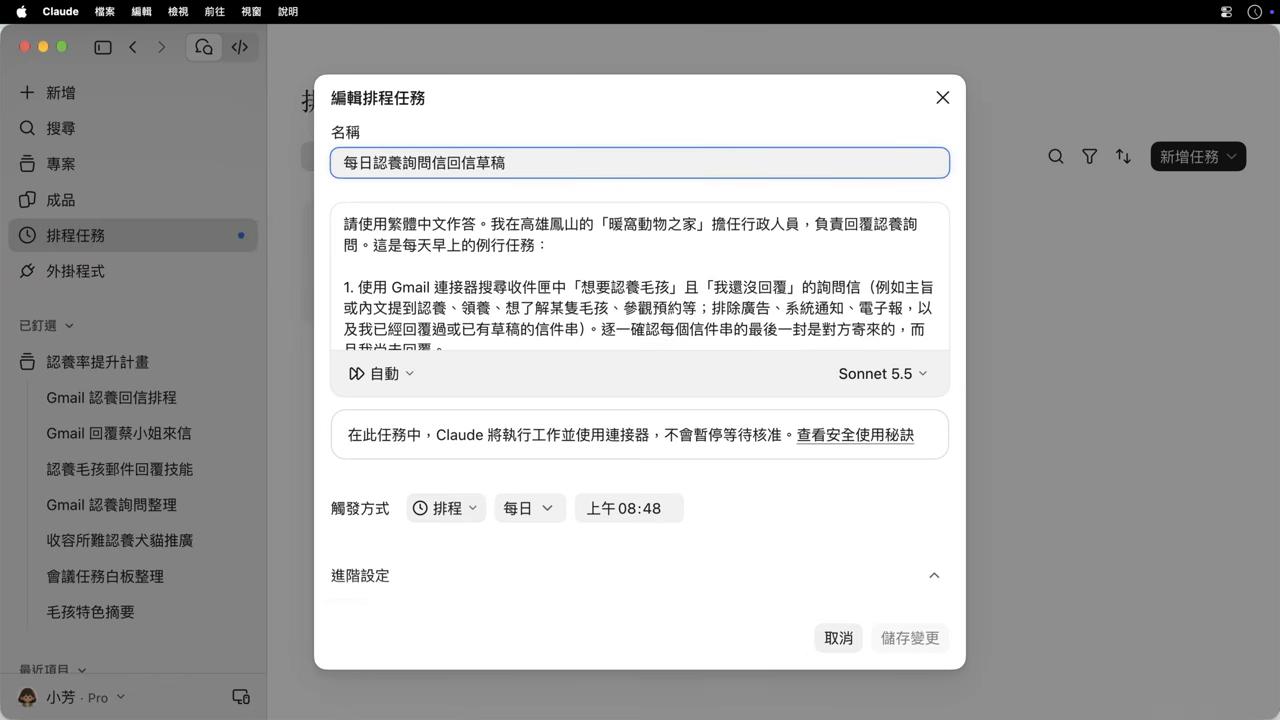 Claude 檔案 編輯 檢視 前往 視窗 說明
新增
搜尋
專案
成品
排程任務
外掛程式
已釘選
認養率提升計畫
Gmail 認養回信排程
Gmail 回覆蔡小姐來信
認養毛孩郵件回覆技能
Gmail 認養詢問整理
收容所難認養犬貓推廣
會議任務白板整理
毛孩特色摘要
最近項目
小芳 · Pro
新增任務
編輯排程任務
名稱
每日認養詢問信回信草稿
請使用繁體中文作答。我在高雄鳳山的「暖窩動物之家」擔任行政人員，負責回覆認養詢
問。這是每天早上的例行任務：
1. 使用 Gmail 連接器搜尋收件匣中「想要認養毛孩」且「我還沒回覆」的詢問信（例如主旨
或內文提到認養、領養、想了解某隻毛孩、參觀預約等；排除廣告、系統通知、電子報，以
及我已經回覆過或已有草稿的信件串）。逐一確認每個信件串的最後一封是對方寄來的，而
且我尚未回覆。
自動 Sonnet 5.5
在此任務中，Claude 將執行工作並使用連接器，不會暫停等待核准。查看安全使用秘訣
觸發方式 排程 每日 上午 08:48
進階設定
取消 儲存變更